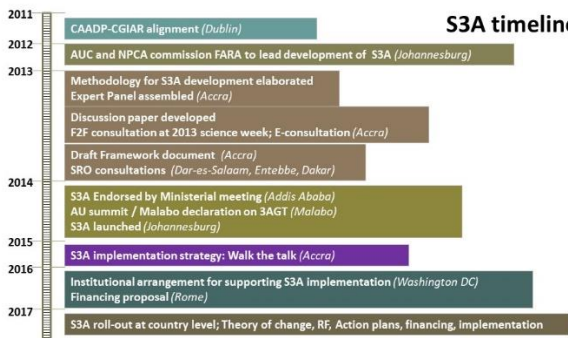 S3A timeline
2011
CAADP-CGIAR alignment (Dublin)
2012
AUC and NPCA commission FARA to lead development of S3A (Johannesburg)
2013
Methodology for S3A development elaborated
Expert Panel assembled (Accra)
Discussion paper developed
F2F consultation at 2013 science week; E-consultation (Accra)
Draft Framework document (Accra)
SRO consultations (Dar-es-Salaam, Entebbe, Dakar)
2014
S3A Endorsed by Ministerial meeting (Addis Ababa)
AU summit / Malabo declaration on 3AGT (Malabo)
S3A launched (Johannesburg)
2015
S3A implementation strategy: Walk the talk (Accra)
2016
Institutional arrangement for supporting S3A implementation (Washington DC)
Financing proposal (Rome)
2017
S3A roll-out at country level; Theory of change, RF, Action plans, financing, implementation